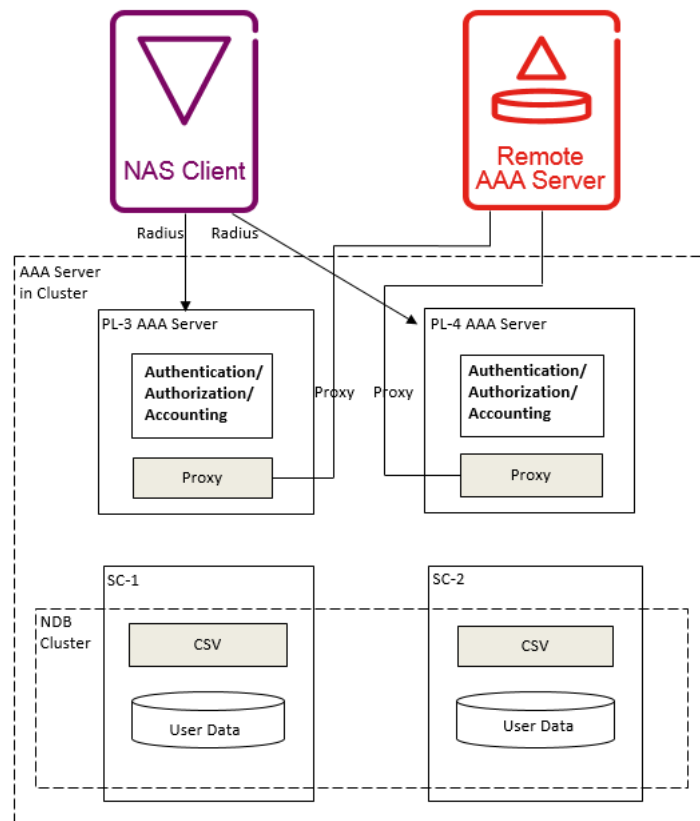 NAS Client
Remote
AAA Server
Radius
Radius
AAA Server
in Cluster
PL-3 AAA Server
PL-4 AAA Server
Authentication/
Authorization/
Accounting
Proxy
Proxy
Authentication/
Authorization/
Accounting
Proxy
Proxy
SC-1
SC-2
NDB
Cluster
CSV
CSV
User Data
User Data